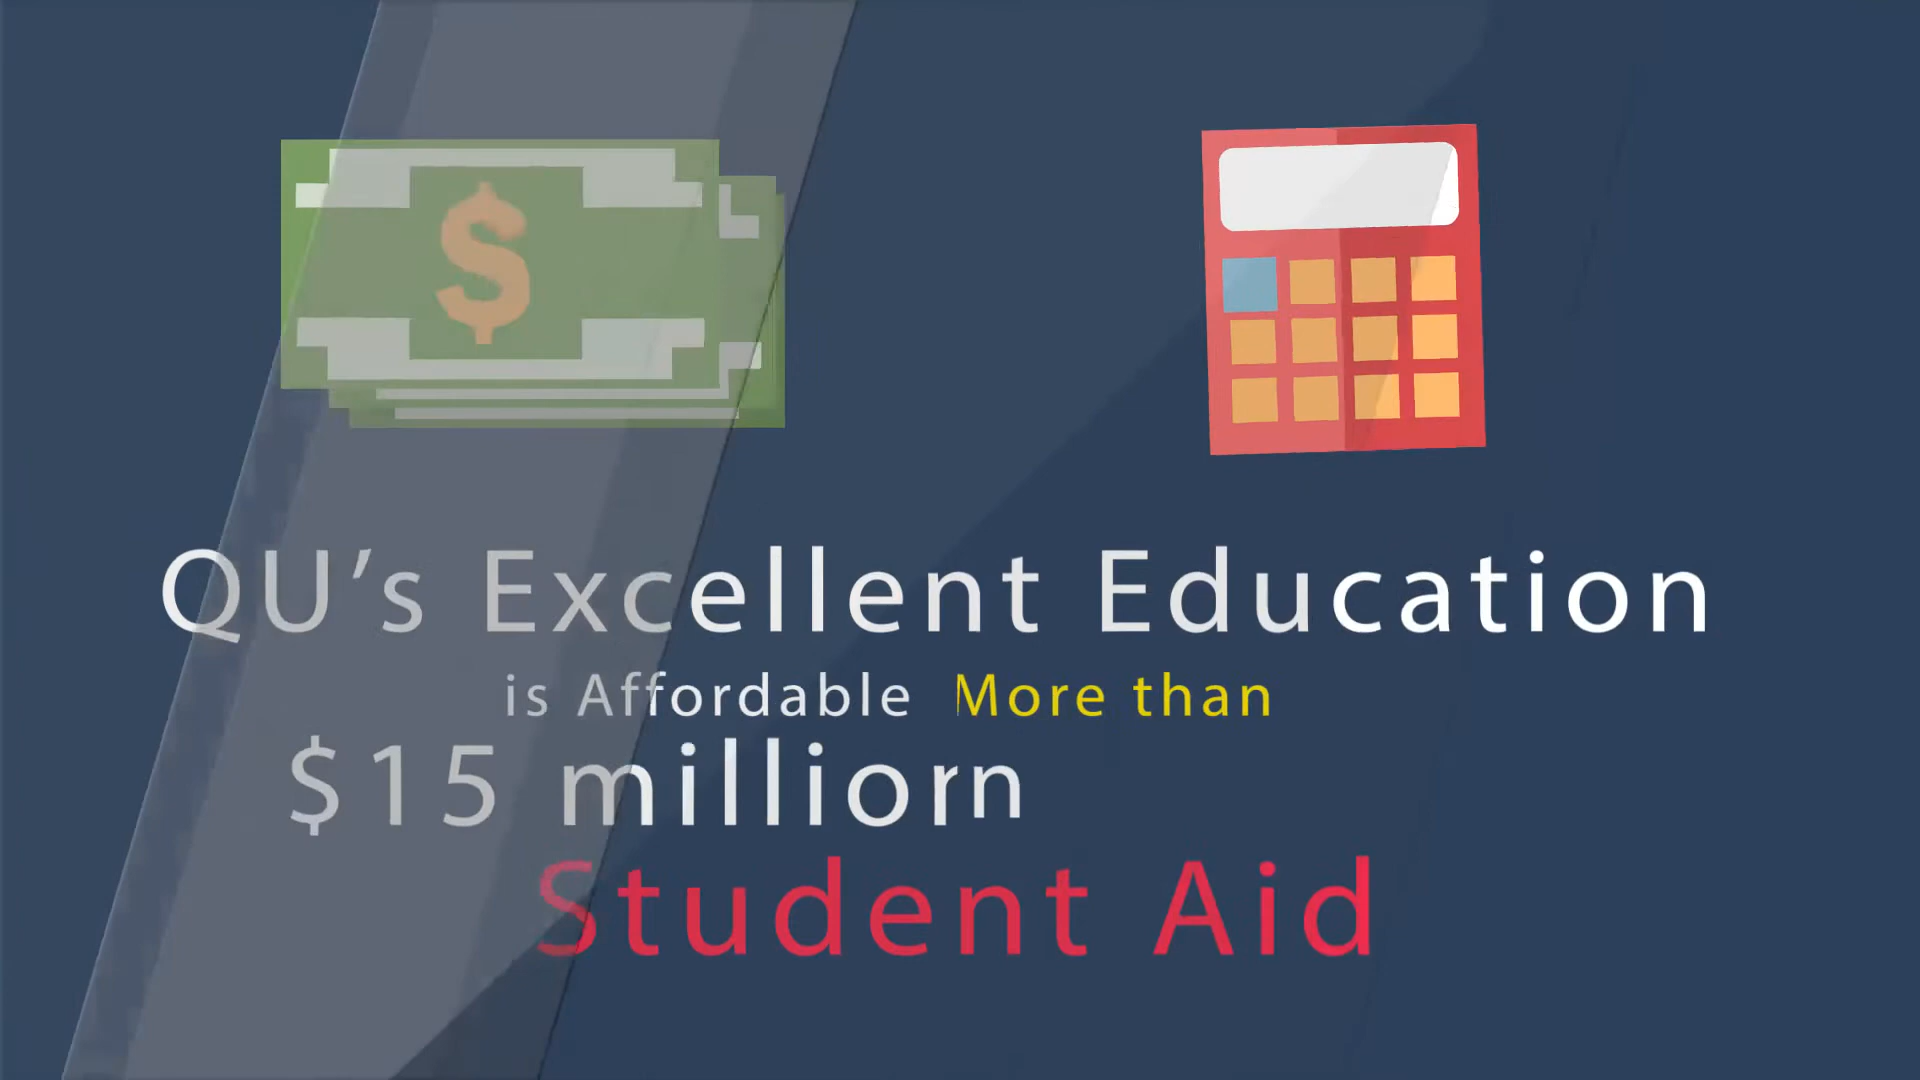 QU’s Excellent Education
is Affordable More than
$15 milliorn
Student Aid
$